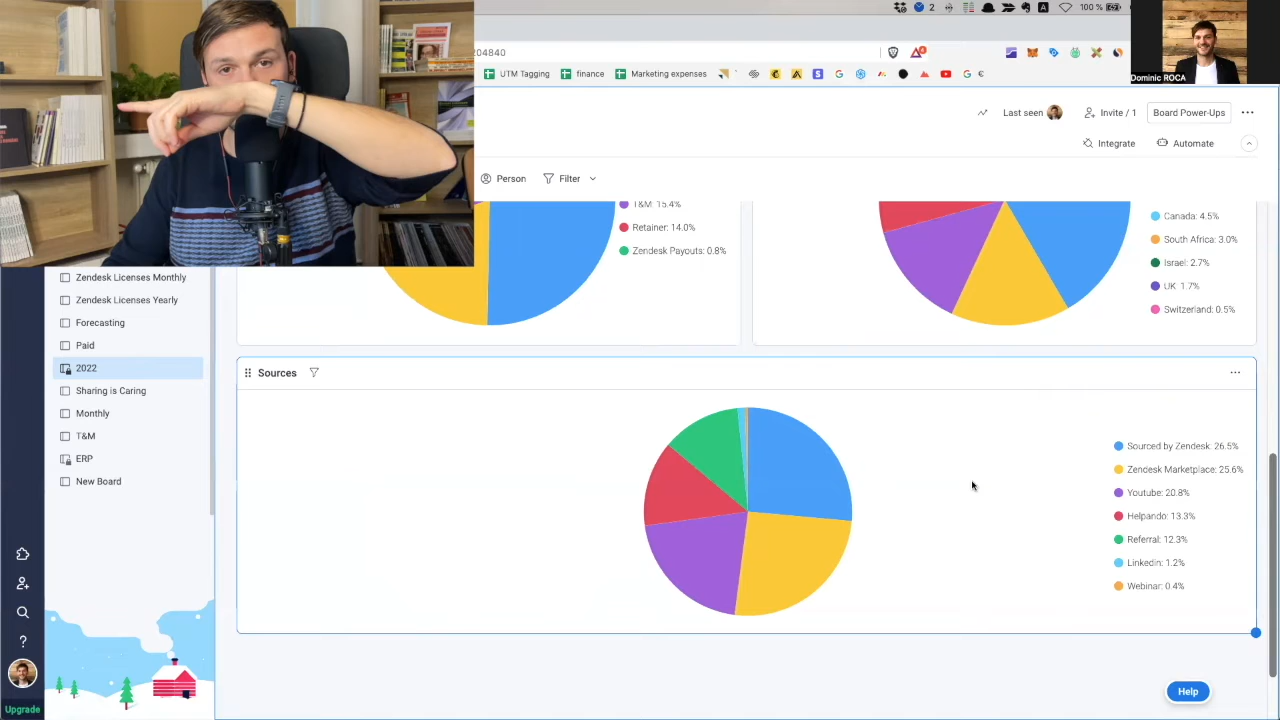 204840
2
A
100 %
UTM Tagging
finance
Marketing expenses
Dominic ROCA
Last seen
Invite / 1
Board Power-Ups
Integrate
Automate
Person
Filter
T&M: 15.4%
Retainer: 14.0%
Zendesk Payouts: 0.8%
Canada: 4.5%
South Africa: 3.0%
Israel: 2.7%
UK: 1.7%
Switzerland: 0.5%
Zendesk Licenses Monthly
Zendesk Licenses Yearly
Forecasting
Paid
2022
Sharing is Caring
Monthly
T&M
ERP
New Board
Sources
Sourced by Zendesk: 26.5%
Zendesk Marketplace: 25.6%
Youtube: 20.8%
Helpando: 13.3%
Referral: 12.3%
Linkedin: 1.2%
Webinar: 0.4%
Upgrade
Help